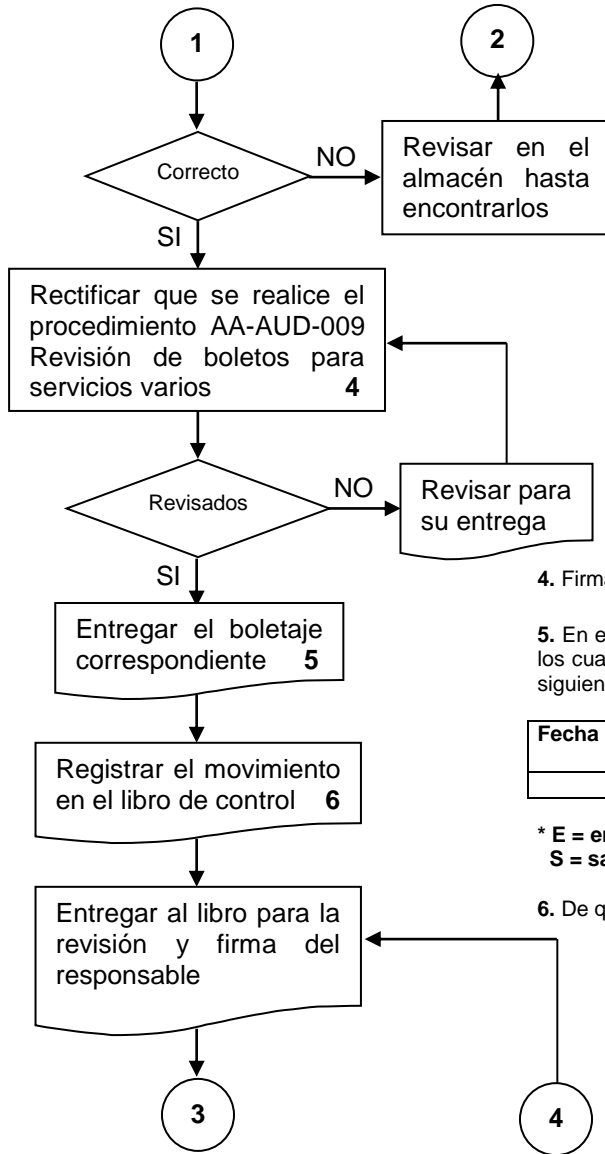 1
2
Correcto
NO
Revisar en el
almacén hasta
encontrarlos
SI
Rectificar que se realice el
procedimiento AA-AUD-009
Revisión de boletos para
servicios varios 4
Revisados
NO
Revisar para
su entrega
SI
4. Firma
5. En e
los cua
siguien
Entregar el boletaje
correspondiente 5
Fecha
Registrar el movimiento
en el libro de control 6
* E = e
S = sa
6. De q
Entregar al libro para la
revisión y firma del
responsable
3
4